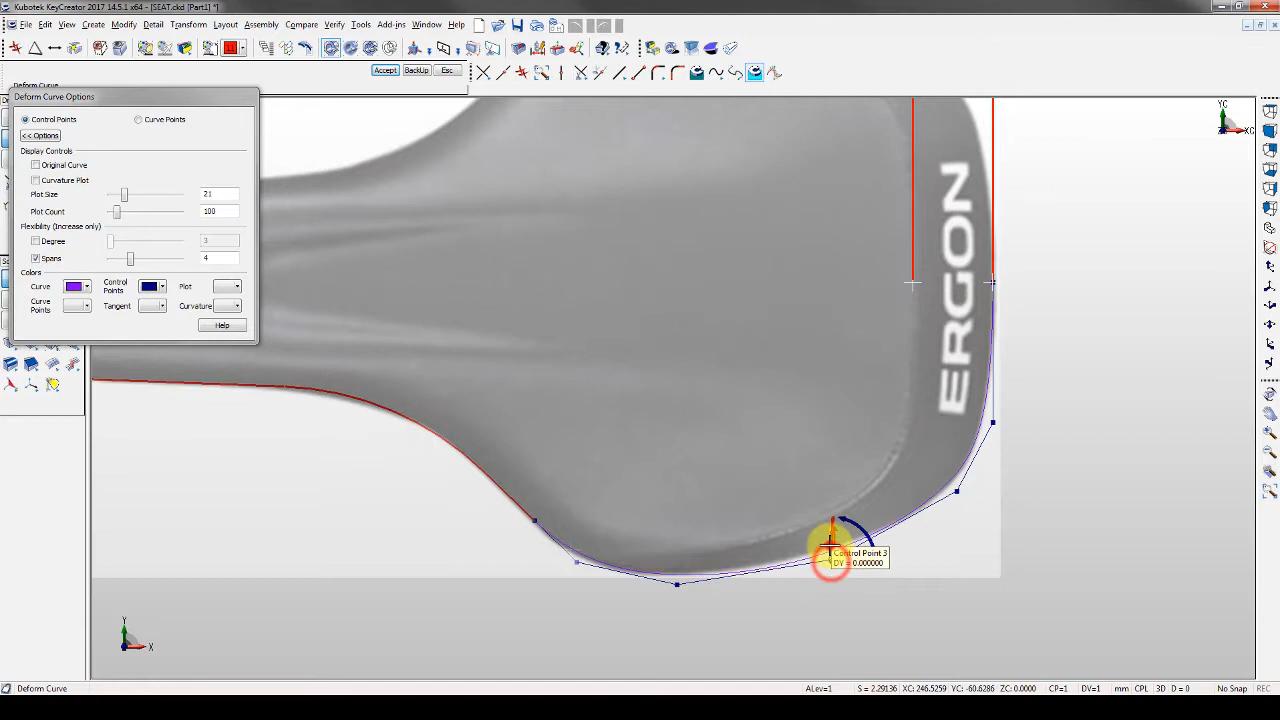 Kubotek KeyCreator 2017 14.5.1 x64 - [SEAT.ckd [Part1] *]
File Edit View Create Modify Detail Transform Layout Assembly Compare Verify Tools Add-ins Window Help
Accept BackUp Esc
Deform Curve
Deform Curve Options
Control Points Curve Points
<< Options
Display Controls
Original Curve
Curvature Plot
Plot Size 21
Plot Count 100
Flexibility (Increase only)
Degree 3
Spans 4
Colors
Curve Control Points Plot
Curve Points Tangent Curvature
Help
ERGON
YC
XC
Control Point 3
DY = 0.000000
Y
X
Deform Curve ALev=1 S = 2.29136 XC: 246.5259 YC: -60.6286 ZC: 0.0000 CP=1 DV=1 mm CPL 3D D = 0 No Snap REC